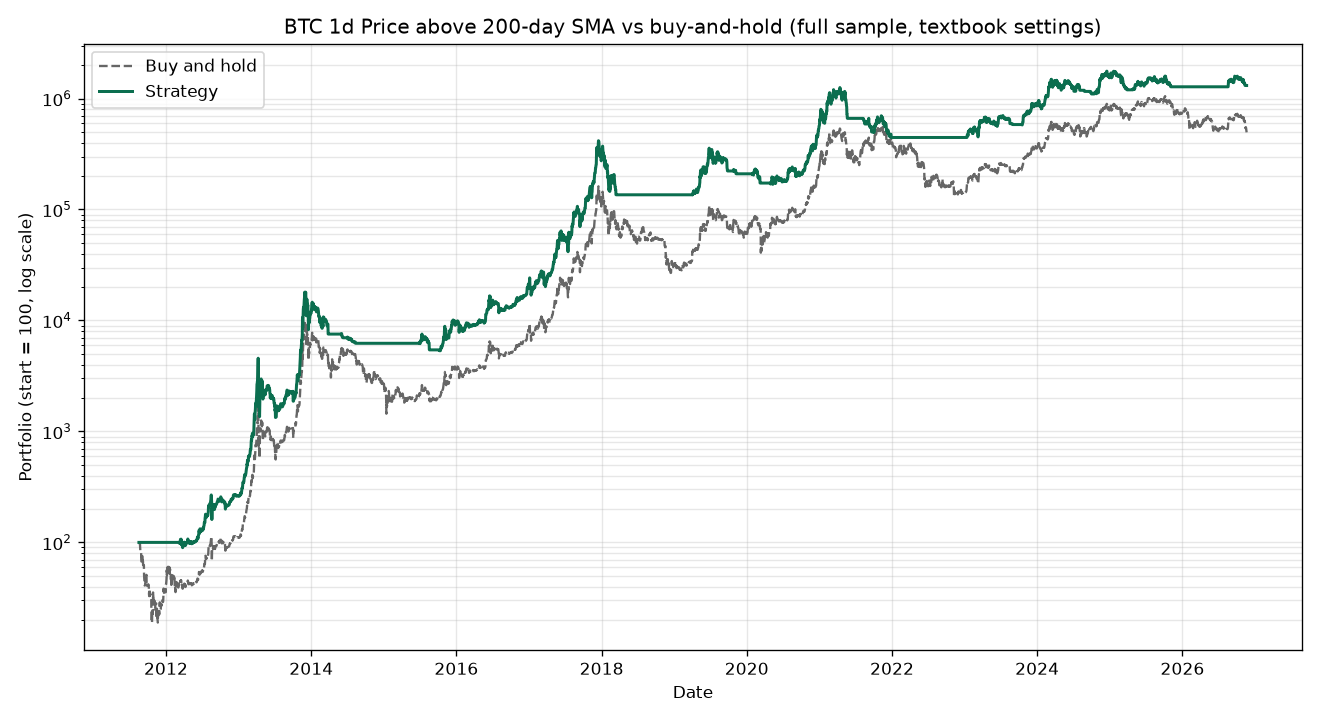 BTC 1d Price above 200-day SMA vs buy-and-hold (full sample, textbook settings)
Buy and hold
Strategy
Portfolio (start = 100, log scale)
10^6
10^5
10^4
10^3
10^2
2012 2014 2016 2018 2020 2022 2024 2026
Date